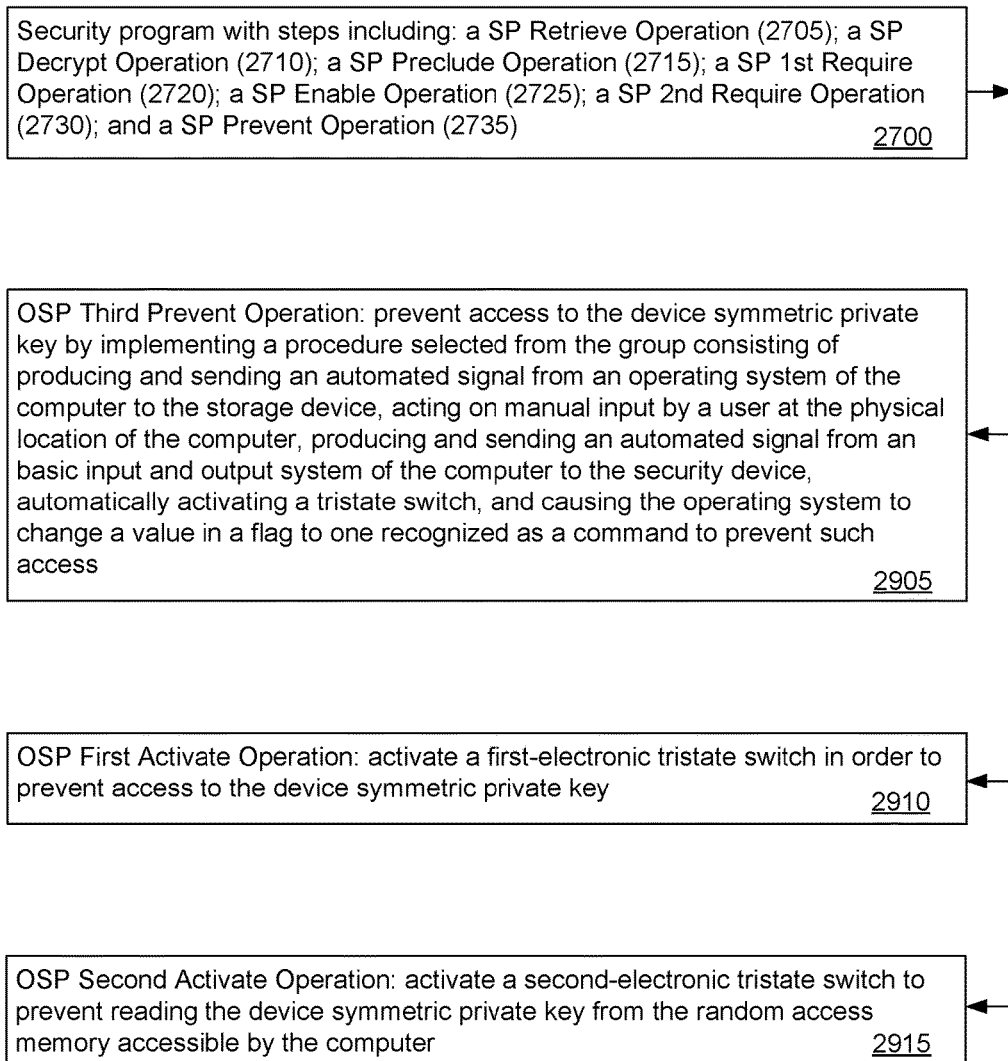 Security program with steps including: a SP Retrieve Operation (2705); a SP
Decrypt Operation (2710); a SP Preclude Operation (2715); a SP 1st Require
Operation (2720); a SP Enable Operation (2725); a SP 2nd Require Operation
(2730); and a SP Prevent Operation (2735)
2700
OSP Third Prevent Operation: prevent access to the device symmetric private
key by implementing a procedure selected from the group consisting of
producing and sending an automated signal from an operating system of the
computer to the storage device, acting on manual input by a user at the physical
location of the computer, producing and sending an automated signal from an
basic input and output system of the computer to the security device,
automatically activating a tristate switch, and causing the operating system to
change a value in a flag to one recognized as a command to prevent such
access
2905
OSP First Activate Operation: activate a first-electronic tristate switch in order to
prevent access to the device symmetric private key
2910
OSP Second Activate Operation: activate a second-electronic tristate switch to
prevent reading the device symmetric private key from the random access
memory accessible by the computer
2915